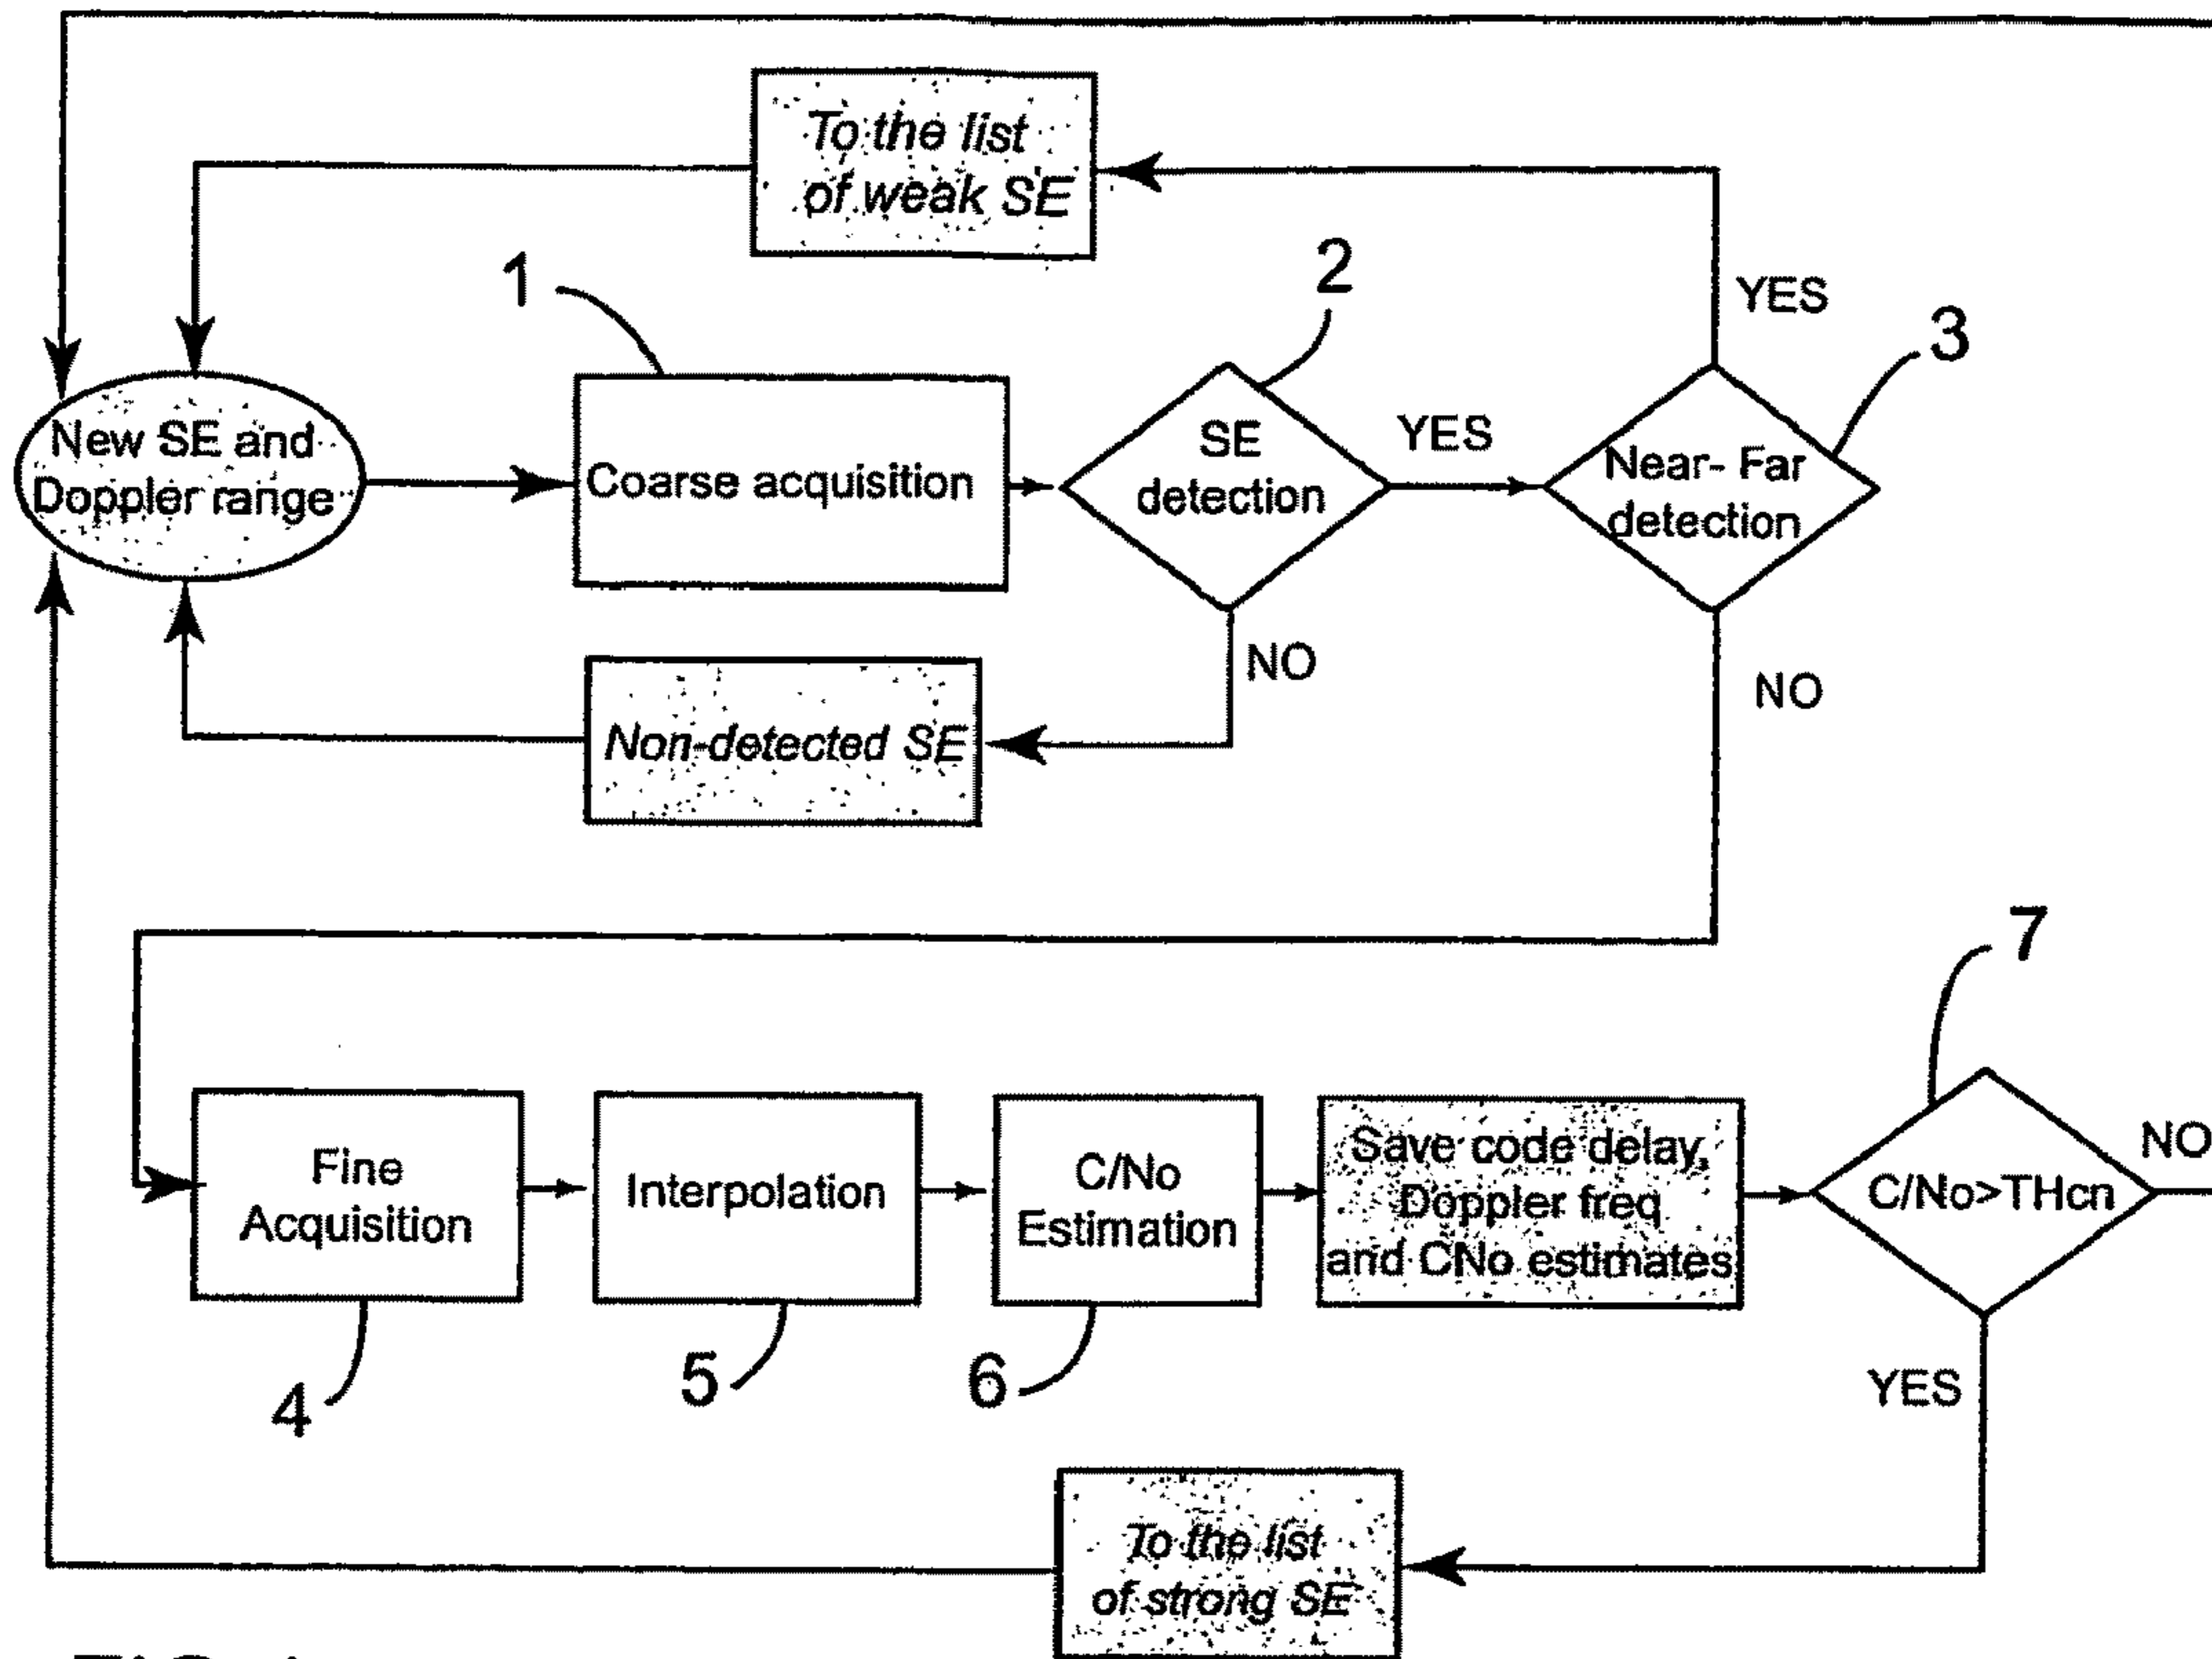 To the list
of weak SE
1
2
YES
3
New SE and
Doppler range
Coarse acquisition
SE
detection
YES
Near- Far
detection
NO
NO
Non-detected SE
7
Fine
Acquisition
Interpolation
C/No
Estimation
Save code delay,
Doppler freq
and CNo estimates
C/No>THcn
NO
4
5
6
YES
To the list
of strong SE